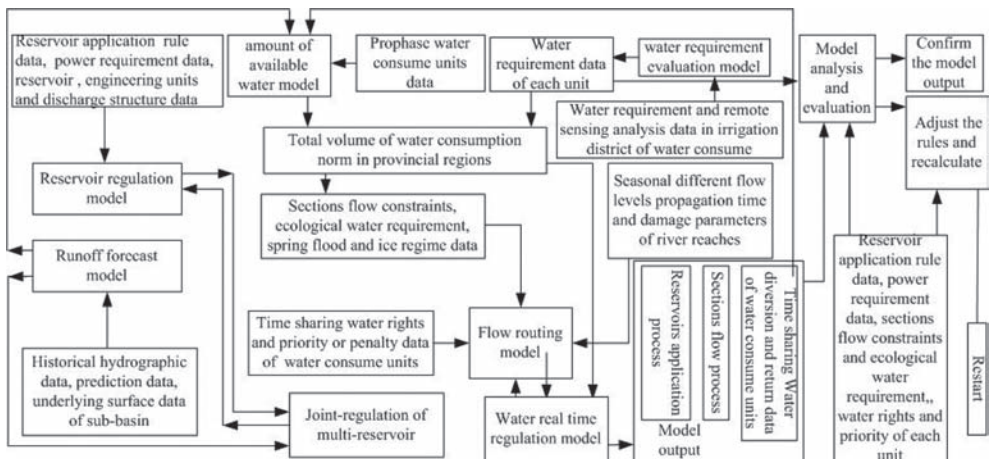 Reservoir application rule
data, power requirement data,
reservoir , engineering units
and discharge structure data
amount of
available
water model
Prophase water
consume units
data
Water
requirement data
of each unit
water requirement
evaluation model
Model
analysis
and
evaluation
Confirm
the model
output
Water requirement and remote
sensing analysis data in irrigation
district of water consume
Adjust the
rules and
recalculate
Total volume of water consumption
norm in provincial regions
Reservoir regulation
model
Seasonal different flow
levels propagation time
and damage parameters
of river reaches
Sections flow constraints,
ecological water requirement,
spring flood and ice regime data
Runoff forecast
model
Reservoir
application rule
data, power
requirement
data, sections
flow constraints
and ecological
water
requirement,,
water rights and
priority of each
unit
Reservoirs application
process
Sections flow process
Time sharing Water
diversion and return data
of water consume units
Time sharing water rights
and priority or penalty data
of water consume units
Flow routing
model
Restart
Historical hydrographic
data, prediction data,
underlying surface data
of sub-basin
Joint-regulation of
multi-reservoir
Water real time
regulation model
Model
output